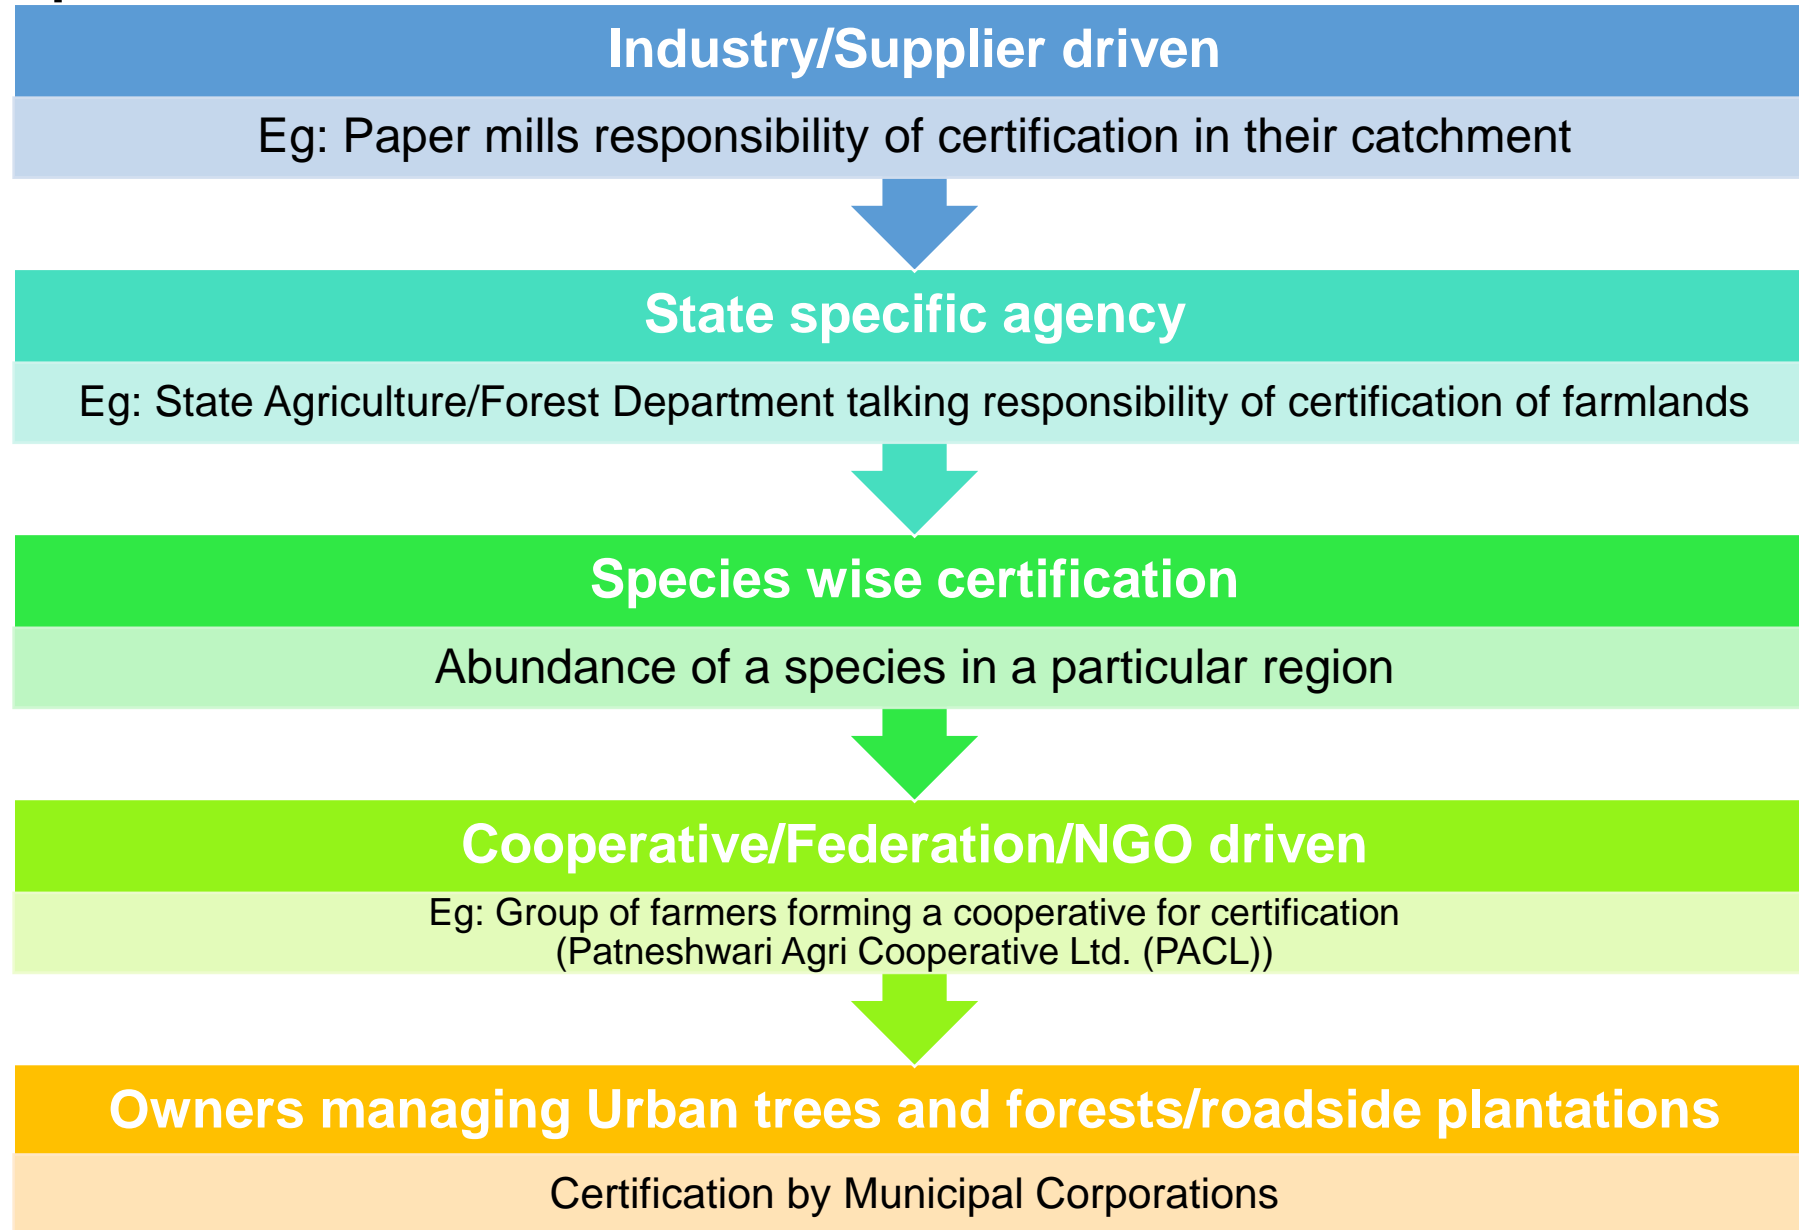 Industry/Supplier driven
Eg: Paper mills responsibility of certification in their catchment
State specific agency
Eg: State Agriculture/Forest Department talking responsibility of certification of farmlands
Species wise certification
Abundance of a species in a particular region
Cooperative/Federation/NGO driven
Eg: Group of farmers forming a cooperative for certification
(Patneshwari Agri Cooperative Ltd. (PACL))
Owners managing Urban trees and forests/roadside plantations
Certification by Municipal Corporations